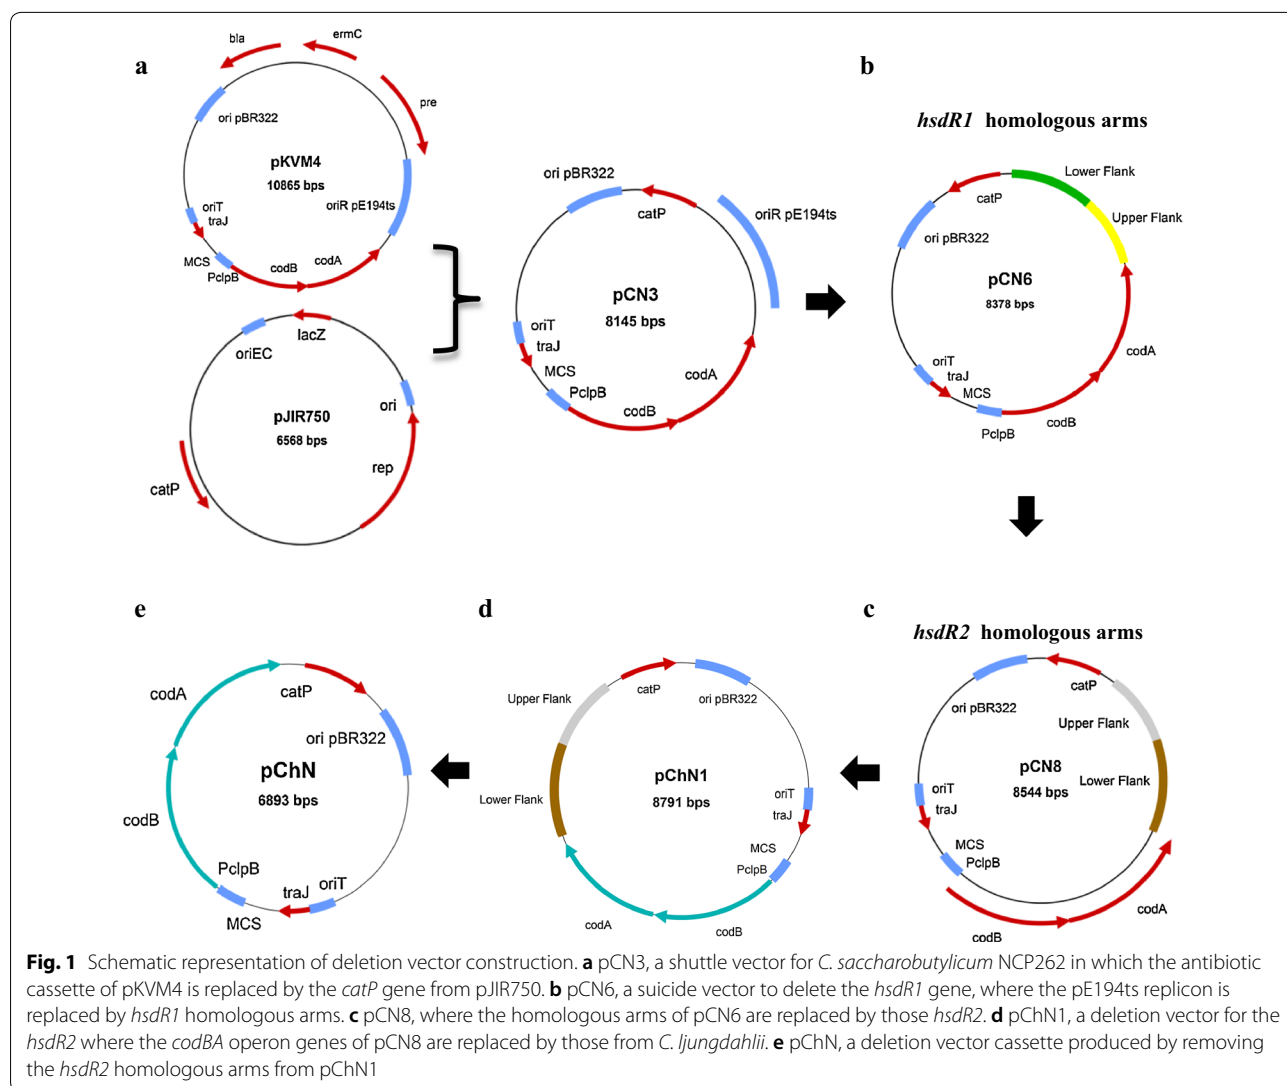 a
bla
ermC
pre
ori pBR322
pKVM4
10865 bps
oriR pE194ts
oriT
traJ
MCS
PclpB
codB
codA
oriEC
lacZ
ori
pJIR750
6568 bps
rep
catP
ori pBR322
catP
oriR pE194ts
pCN3
8145 bps
oriT
traJ
MCS
PclpB
codB
codA
b
hsdR1 homologous arms
Lower Flank
catP
Upper Flank
ori pBR322
pCN6
8378 bps
oriT
traJ
MCS
PclpB
codB
codA
e
codA
catP
ori pBR322
pChN
6893 bps
codB
PclpB
MCS
traJ
oriT
d
catP
ori pBR322
Upper Flank
pChN1
8791 bps
Lower Flank
oriT
traJ
MCS
PclpB
codA
codB
c
hsdR2 homologous arms
catP
ori pBR322
Upper Flank
pCN8
8544 bps
Lower Flank
oriT
traJ
MCS
PclpB
codA
codB
Fig. 1 Schematic representation of deletion vector construction. a pCN3, a shuttle vector for C. saccharobutylicum NCP262 in which the antibiotic
cassette of pKVM4 is replaced by the catP gene from pJIR750. b pCN6, a suicide vector to delete the hsdR1 gene, where the pE194ts replicon is
replaced by hsdR1 homologous arms. c pCN8, where the homologous arms of pCN6 are replaced by those hsdR2. d pChN1, a deletion vector for the
hsdR2 where the codBA operon genes of pCN8 are replaced by those from C. ljungdahlii. e pChN, a deletion vector cassette produced by removing
the hsdR2 homologous arms from pChN1